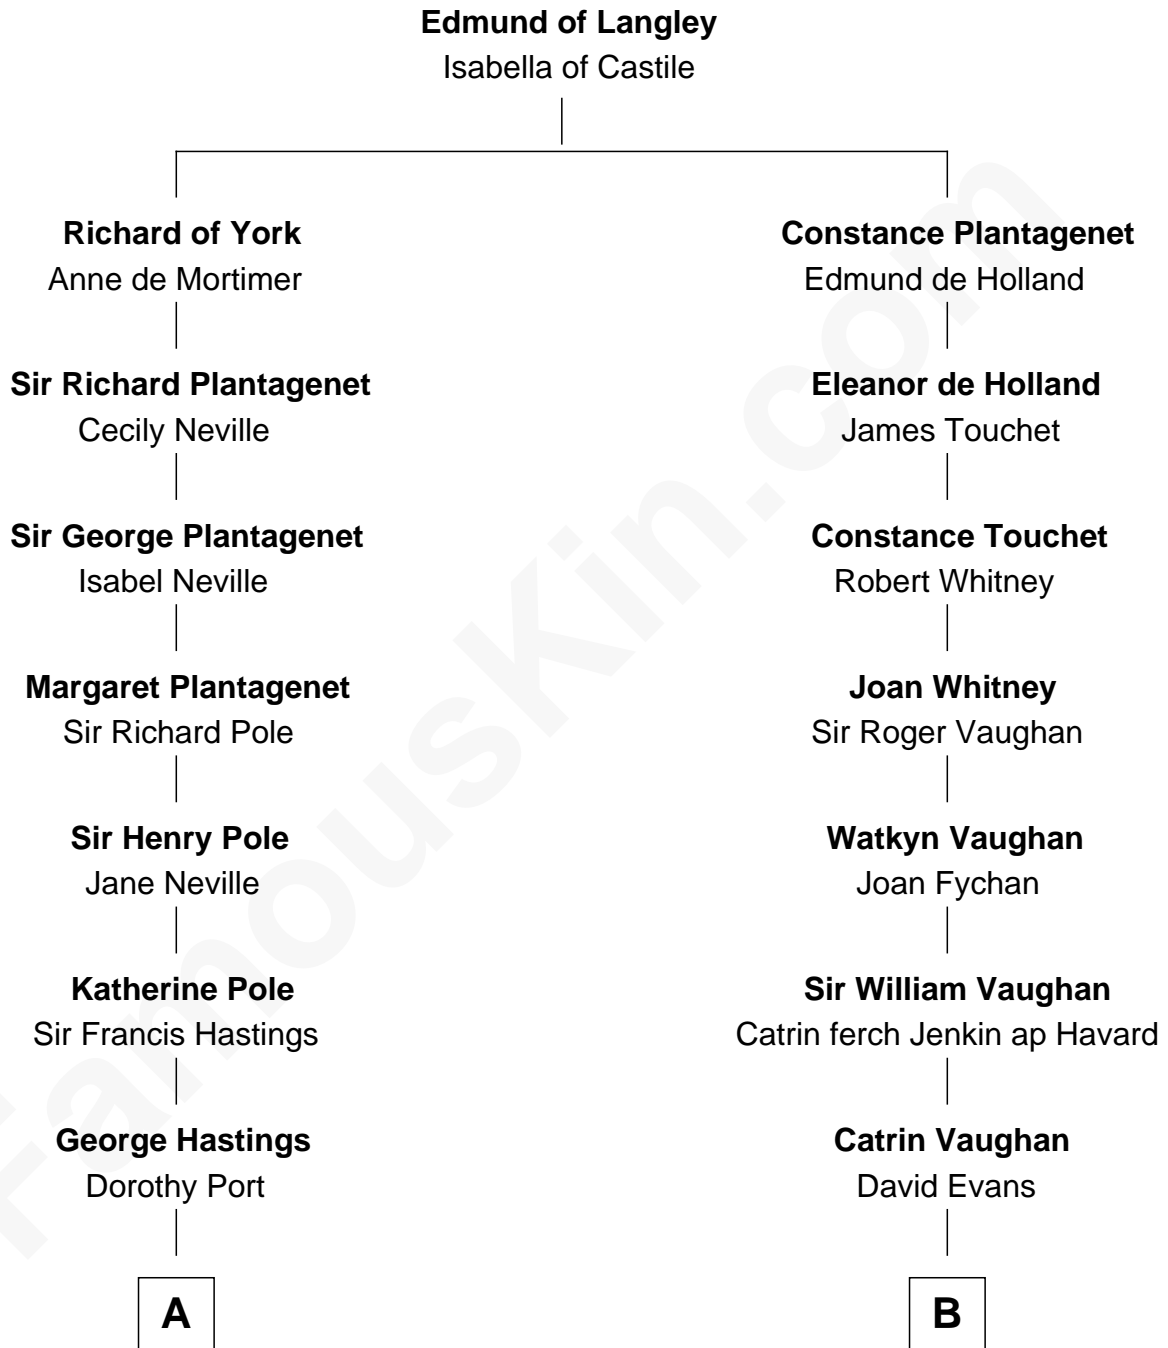 Edmund of Langley
Isabella of Castile
Richard of York
Anne de Mortimer
Sir Richard Plantagenet
Cecily Neville
Sir George Plantagenet
Isabel Neville
Margaret Plantagenet
Sir Richard Pole
Sir Henry Pole
Jane Neville
Katherine Pole
Sir Francis Hastings
George Hastings
Dorothy Port
A
Constance Plantagenet
Edmund de Holland
Eleanor de Holland
James Touchet
Constance Touchet
Robert Whitney
Joan Whitney
Sir Roger Vaughan
Watkyn Vaughan
Joan Fychan
Sir William Vaughan
Catrin ferch Jenkin ap Havard
Catrin Vaughan
David Evans
B
FamousKin.com